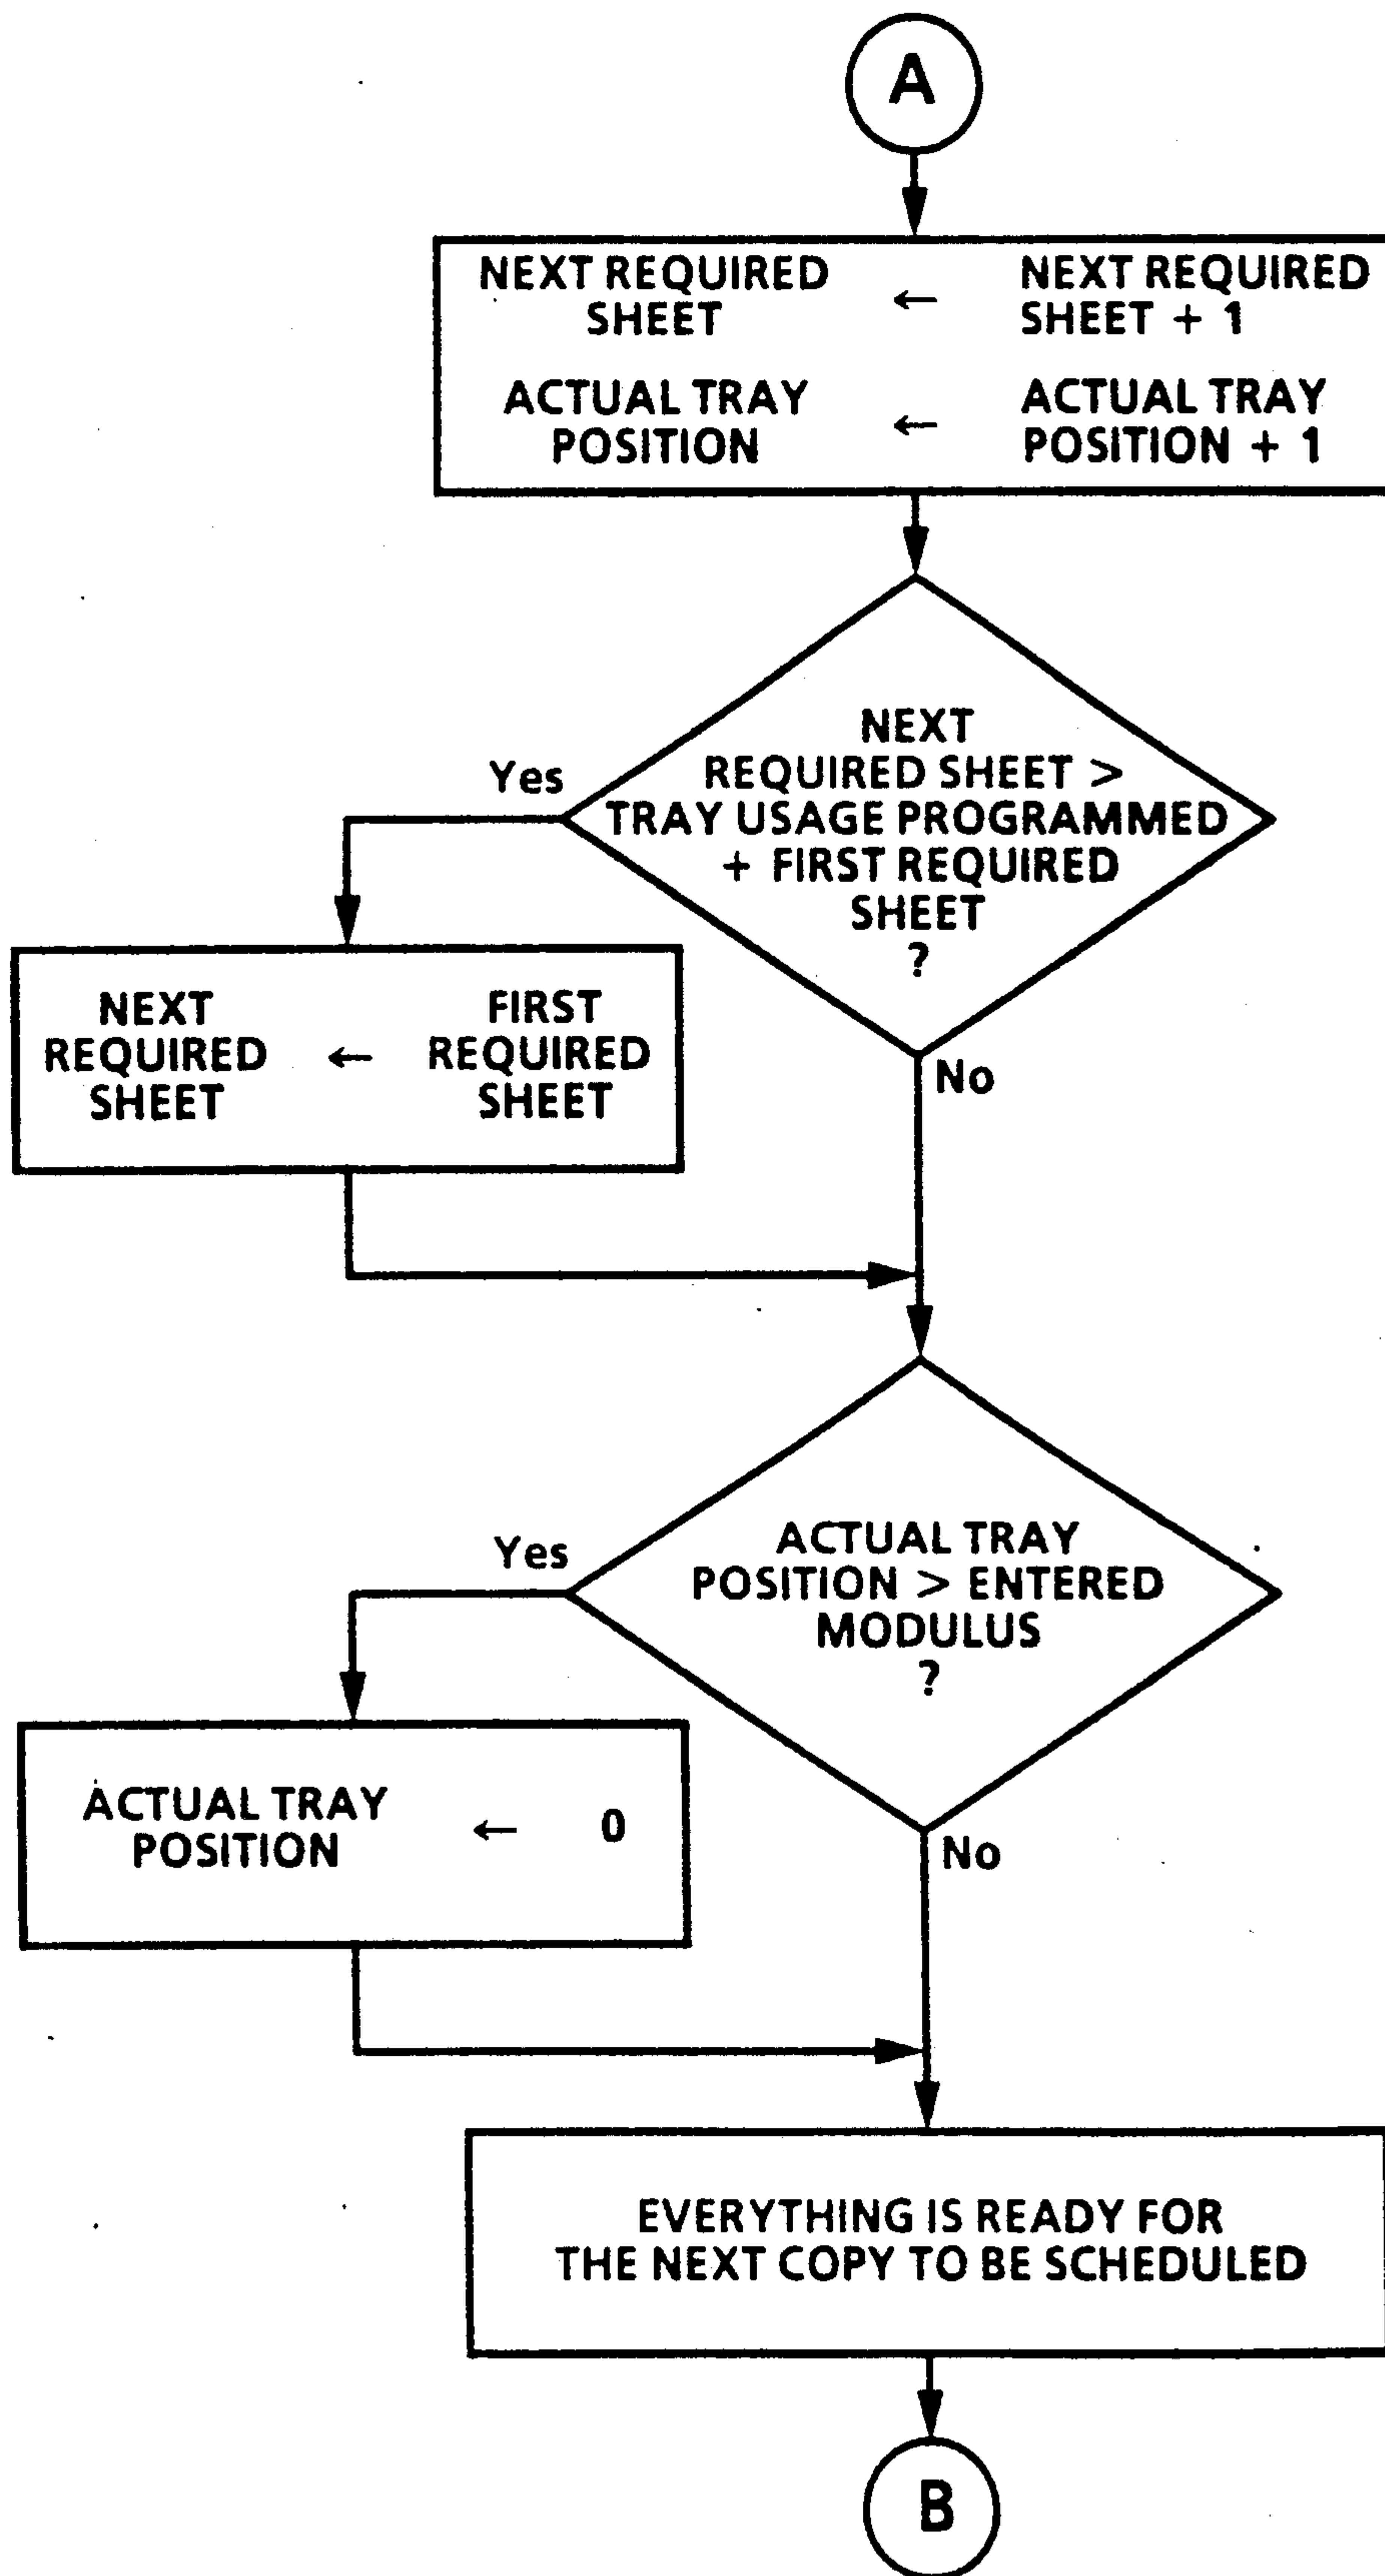 A
NEXT REQUIRED
SHEET
←
NEXT REQUIRED
SHEET + 1
ACTUAL TRAY
POSITION
←
ACTUAL TRAY
POSITION + 1
NEXT
REQUIRED SHEET >
TRAY USAGE PROGRAMMED
+ FIRST REQUIRED
SHEET
?
Yes
No
NEXT
REQUIRED
SHEET
←
FIRST
REQUIRED
SHEET
ACTUAL TRAY
POSITION > ENTERED
MODULUS
?
Yes
No
ACTUAL TRAY
POSITION
←
0
EVERYTHING IS READY FOR
THE NEXT COPY TO BE SCHEDULED
B